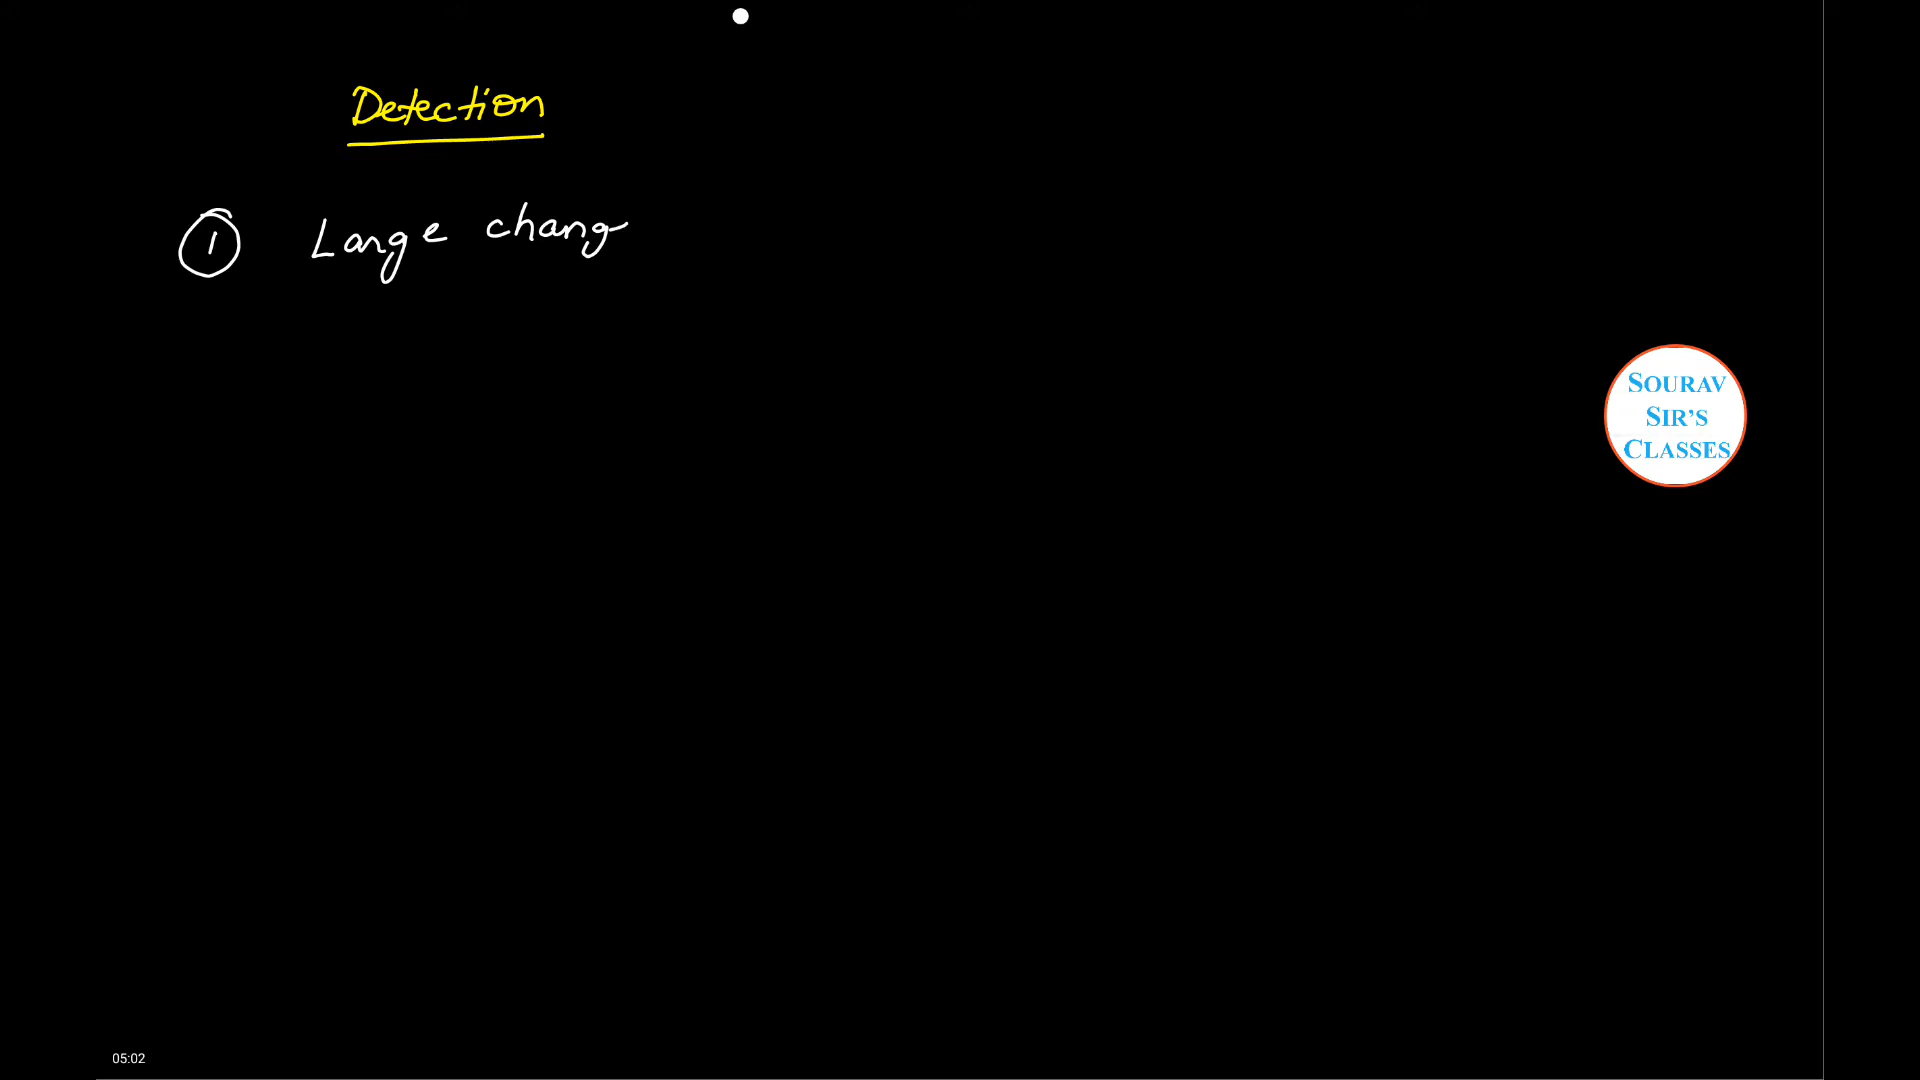 Detection
① Large chang
SOURAV
SIR'S
CLASSES
05:02